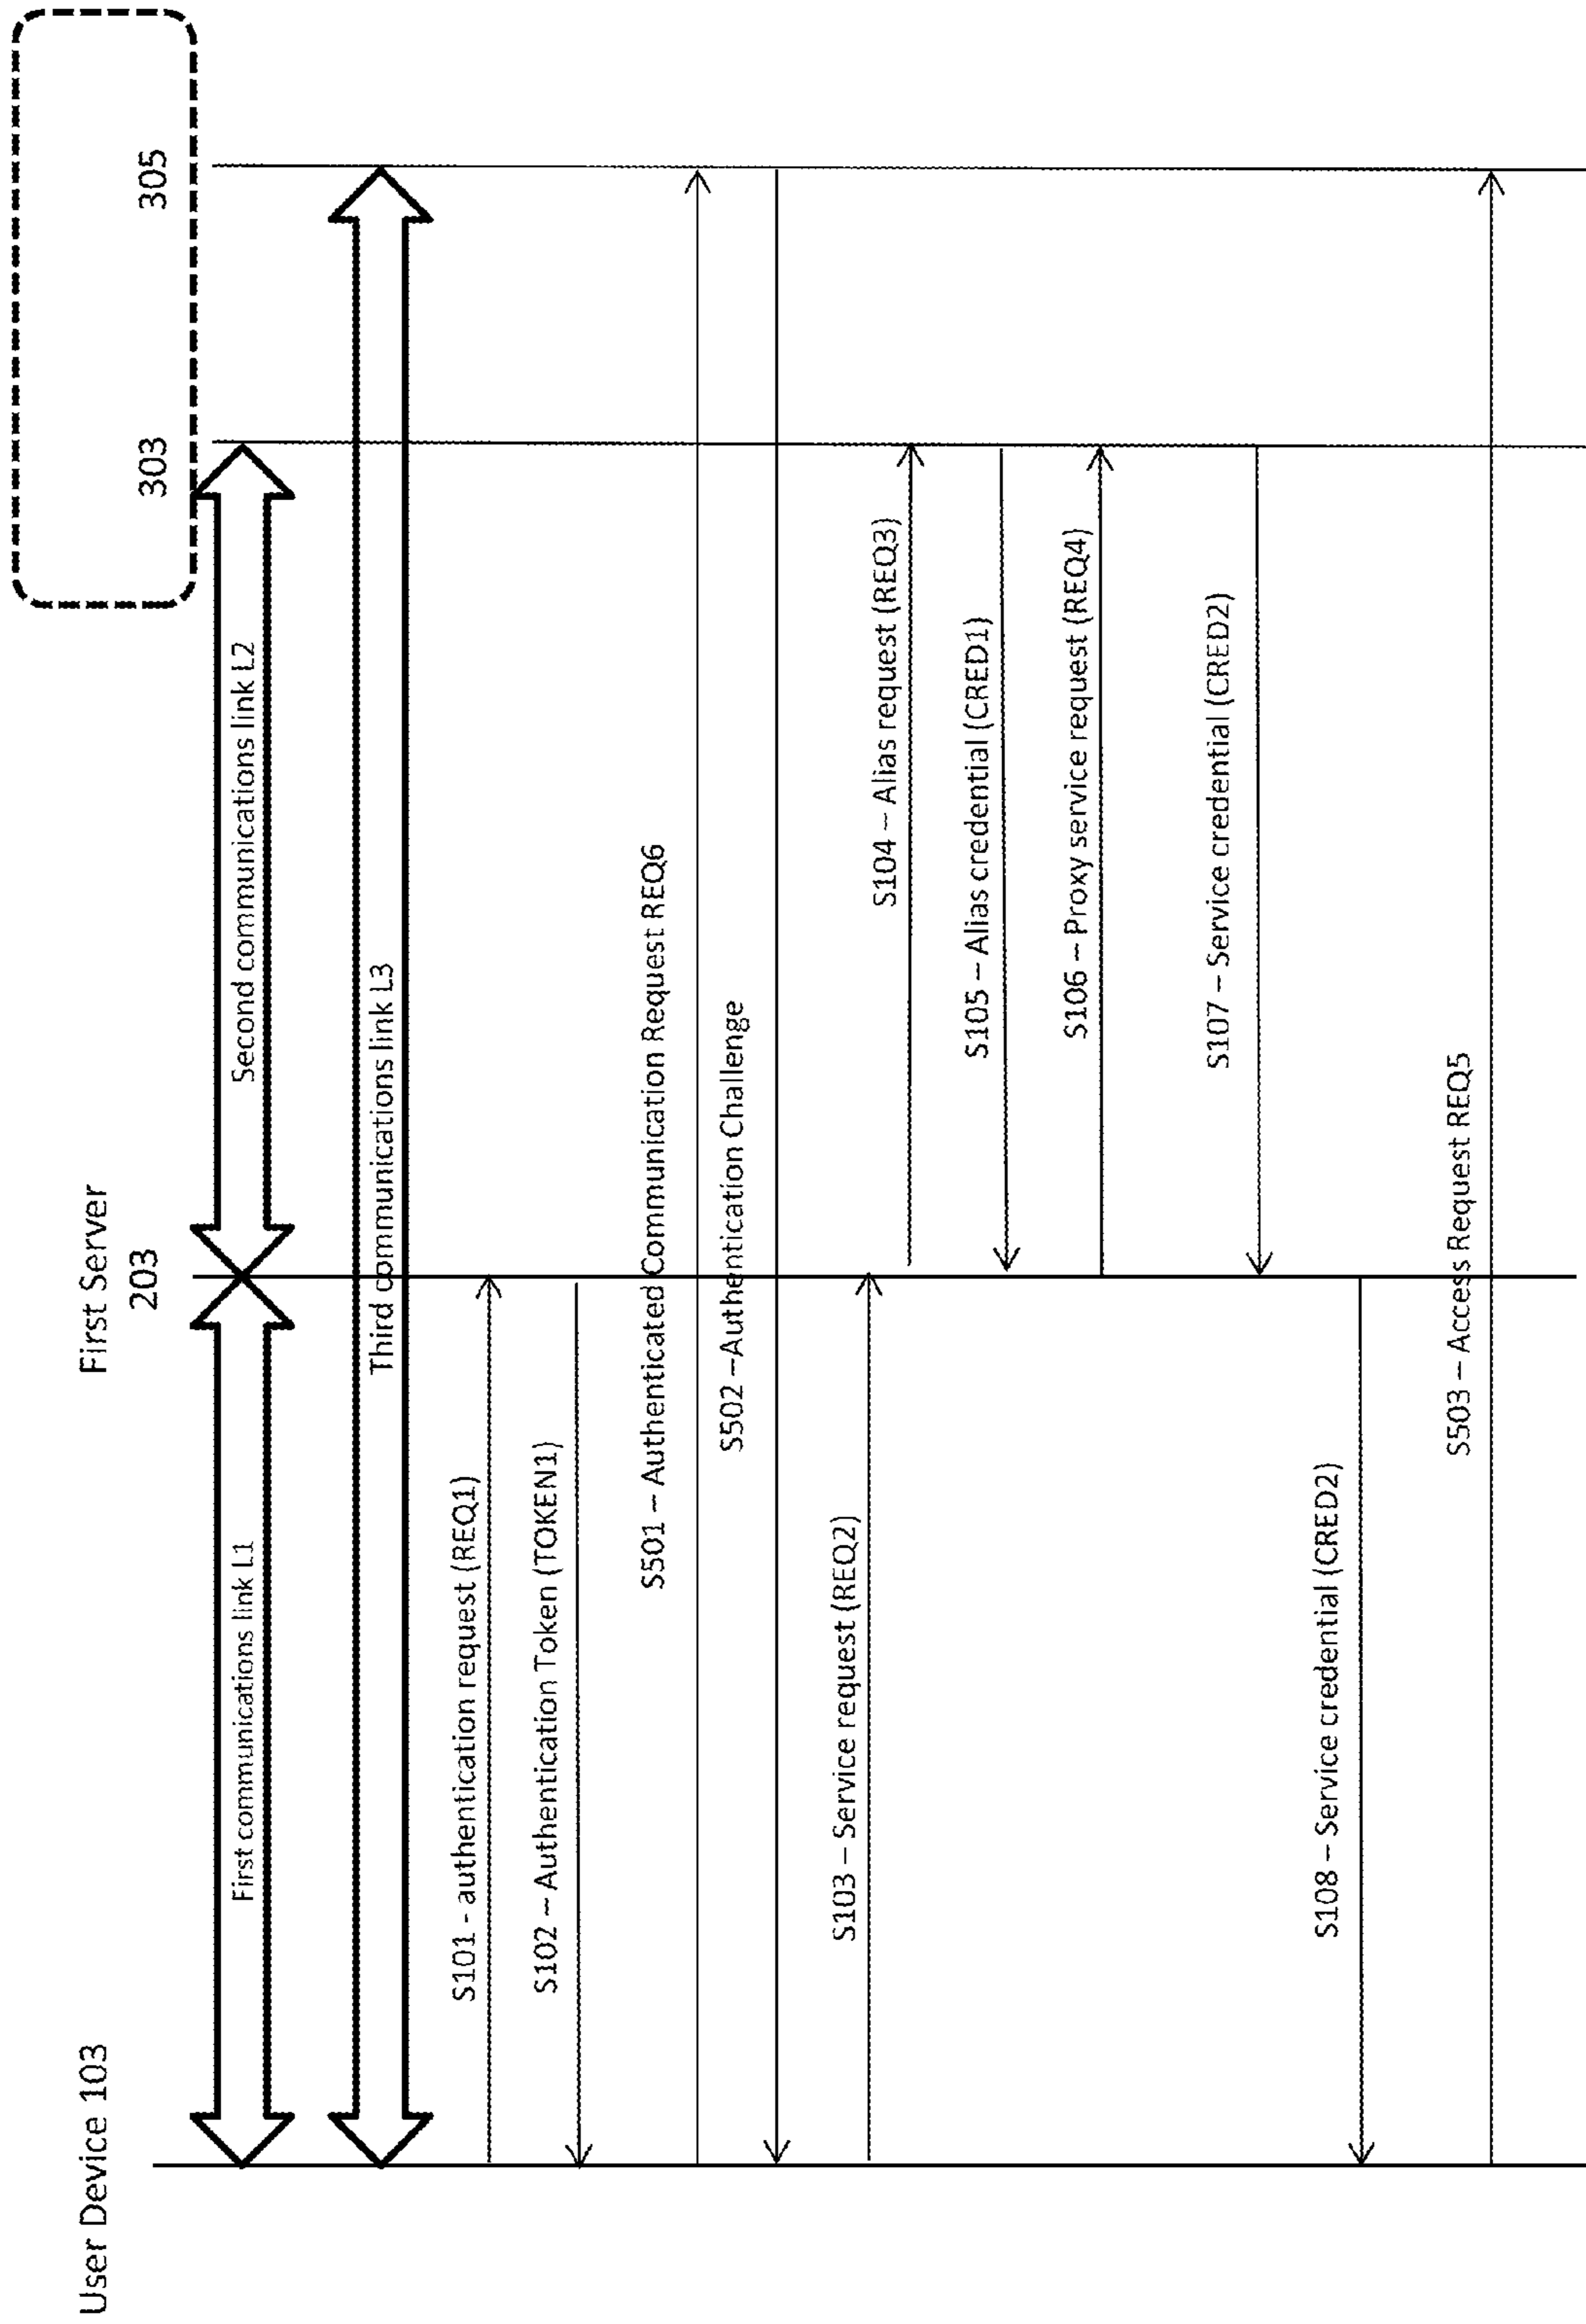 User Device 103
First Server
203
303
305
First communications link L1
Second communications link L2
Third communications link L3
S101 - authentication request (REQ1)
S102 – Authentication Token (TOKEN1)
S501 – Authenticated Communication Request REQ6
S502 –Authentication Challenge
S103 – Service request (REQ2)
S104 – Alias request (REQ3)
S105 – Alias credential (CRED1)
S106 – Proxy service request (REQ4)
S107 – Service credential (CRED2)
S108 – Service credential (CRED2)
S503 – Access Request REQ5